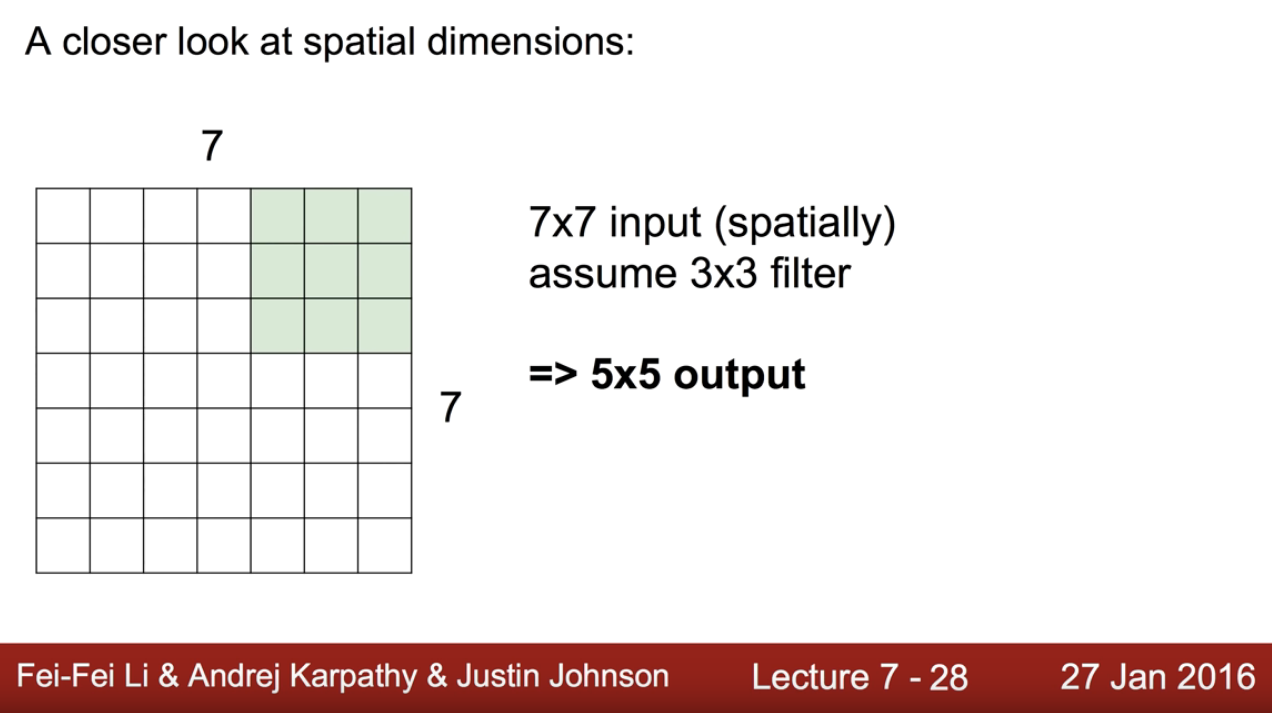 A closer look at spatial dimensions:
7
7x7 input (spatially)
assume 3x3 filter
=> 5x5 output
7
Fei-Fei Li & Andrej Karpathy & Justin Johnson Lecture 7 - 28 27 Jan 2016